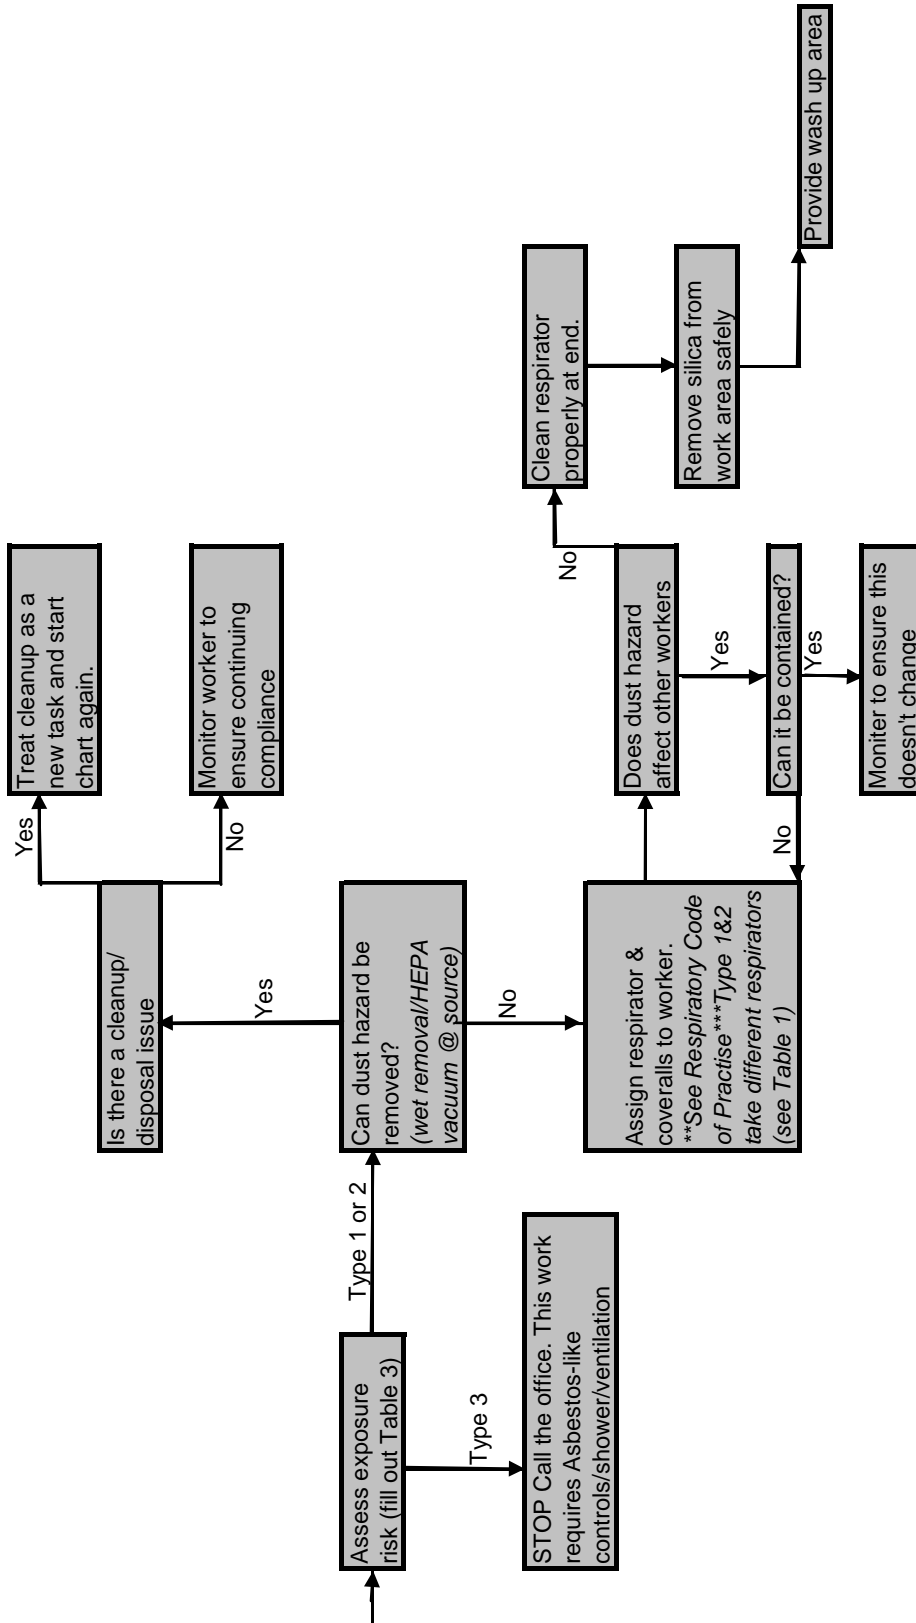 Assess exposure
risk (fill out Table 3)
Type 3
STOP Call the office. This work
requires Asbestos-like
controls/shower/ventilation
Type 1 or 2
Can dust hazard be
removed?
(wet removal/HEPA
vacuum @ source)
Yes
Is there a cleanup/
disposal issue
Yes
Treat cleanup as a
new task and start
chart again.
No
Monitor worker to
ensure continuing
compliance
No
Assign respirator &
coveralls to worker.
**See Respiratory Code
of Practise***Type 1&2
take different respirators
(see Table 1)
Does dust hazard
affect other workers
Yes
Can it be contained?
No
Yes
Moniter to ensure this
doesn't change
No
Clean respirator
properly at end.
Remove silica from
work area safely
Provide wash up area